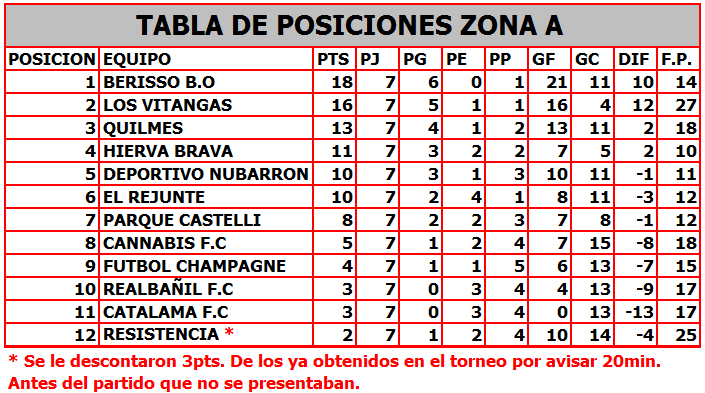 TABLA DE POSICIONES ZONA A
POSICION EQUIPO PTS PJ PG PE PP GF GC DIF F.P.
1 BERISSO B.O 18 7 6 0 1 21 11 10 14
2 LOS VITANGAS 16 7 5 1 1 16 4 12 27
3 QUILMES 13 7 4 1 2 13 11 2 18
4 HIERVA BRAVA 11 7 3 2 2 7 5 2 10
5 DEPORTIVO NUBARRON 10 7 3 1 3 10 11 -1 11
6 EL REJUNTE 10 7 2 4 1 8 11 -3 12
7 PARQUE CASTELLI 8 7 2 2 3 7 8 -1 12
8 CANNABIS F.C 5 7 1 2 4 7 15 -8 18
9 FUTBOL CHAMPAGNE 4 7 1 1 5 6 13 -7 15
10 REALBAÑIL F.C 3 7 0 3 4 4 13 -9 17
11 CATALAMA F.C 3 7 0 3 4 0 13 -13 17
12 RESISTENCIA * 2 7 1 2 4 10 14 -4 25
* Se le descontaron 3pts. De los ya obtenidos en el torneo por avisar 20min.
Antes del partido que no se presentaban.